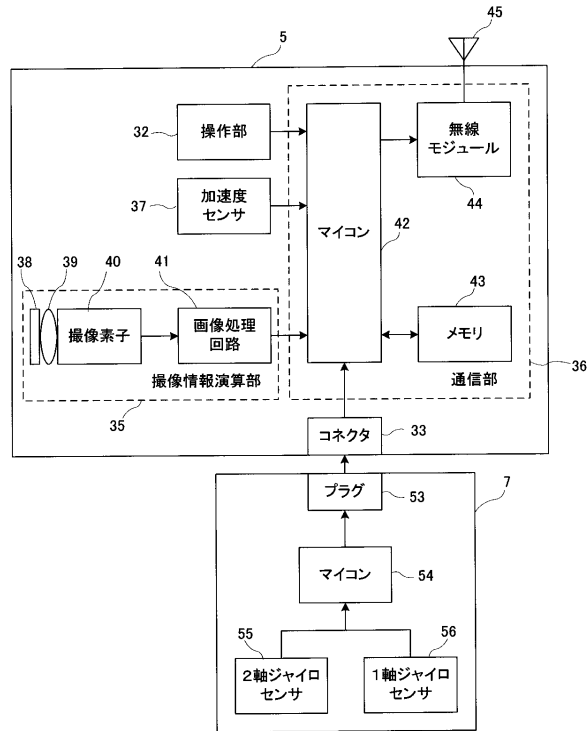 45
5
32
操作部
無線
モジュール
44
37
加速度
センサ
マイコン
42
38
39
40
41
43
撮像素子
画像処理
回路
メモリ
撮像情報演算部
通信部
36
35
コネクタ
33
プラグ
53
7
マイコン
54
55
56
2軸ジャイロ
センサ
1軸ジャイロ
センサ